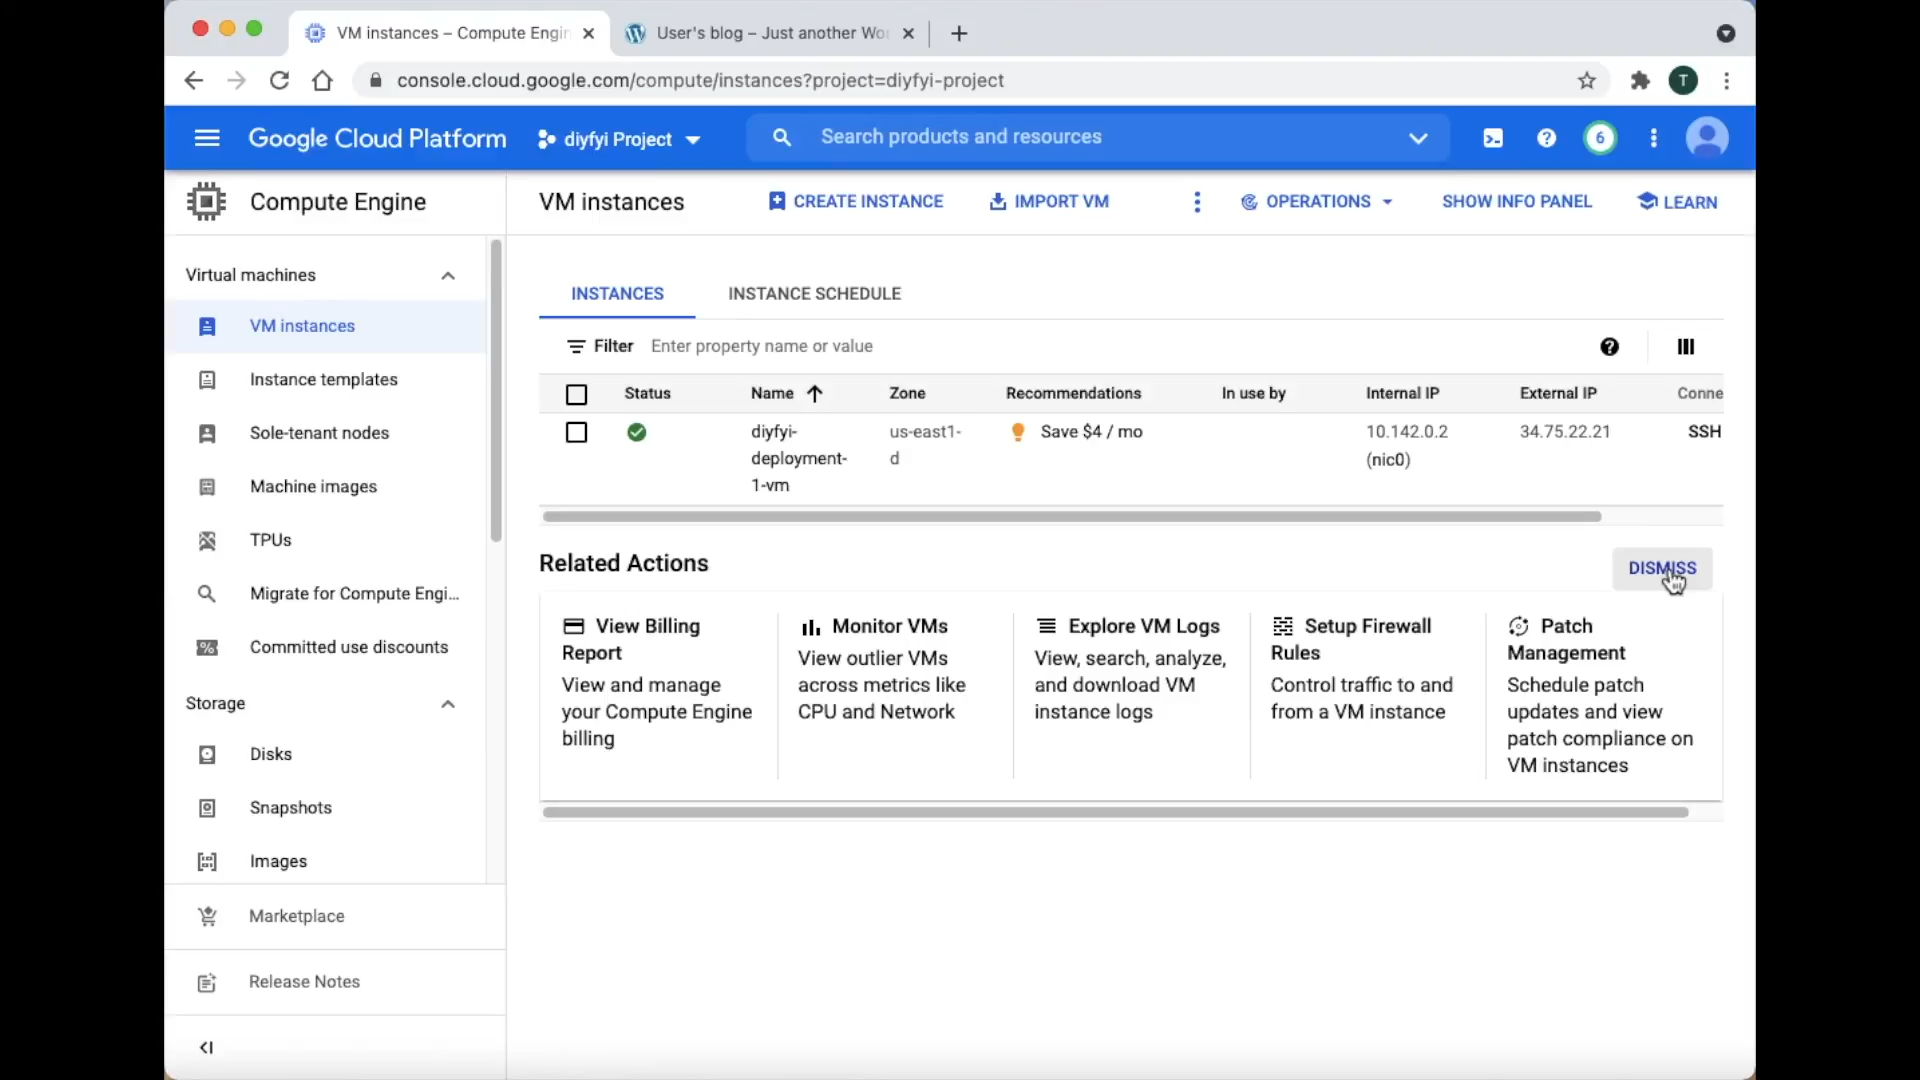 VM instances – Compute Engin
User's blog – Just another Wor
console.cloud.google.com/compute/instances?project=diyfyi-project
T
Google Cloud Platform
diyfyi Project
Search products and resources
6
Compute Engine
VM instances
CREATE INSTANCE
IMPORT VM
OPERATIONS
SHOW INFO PANEL
LEARN
Virtual machines
VM instances
Instance templates
Sole-tenant nodes
Machine images
TPUs
Migrate for Compute Engi...
Committed use discounts
Storage
Disks
Snapshots
Images
Marketplace
Release Notes
INSTANCES
INSTANCE SCHEDULE
Filter
Enter property name or value
Status
Name
Zone
Recommendations
In use by
Internal IP
External IP
Conne
diyfyi-
deployment-
1-vm
us-east1-
d
Save $4 / mo
10.142.0.2
(nic0)
34.75.22.21
SSH
Related Actions
DISMISS
View Billing
Report
View and manage
your Compute Engine
billing
Monitor VMs
View outlier VMs
across metrics like
CPU and Network
Explore VM Logs
View, search, analyze,
and download VM
instance logs
Setup Firewall
Rules
Control traffic to and
from a VM instance
Patch
Management
Schedule patch
updates and view
patch compliance on
VM instances